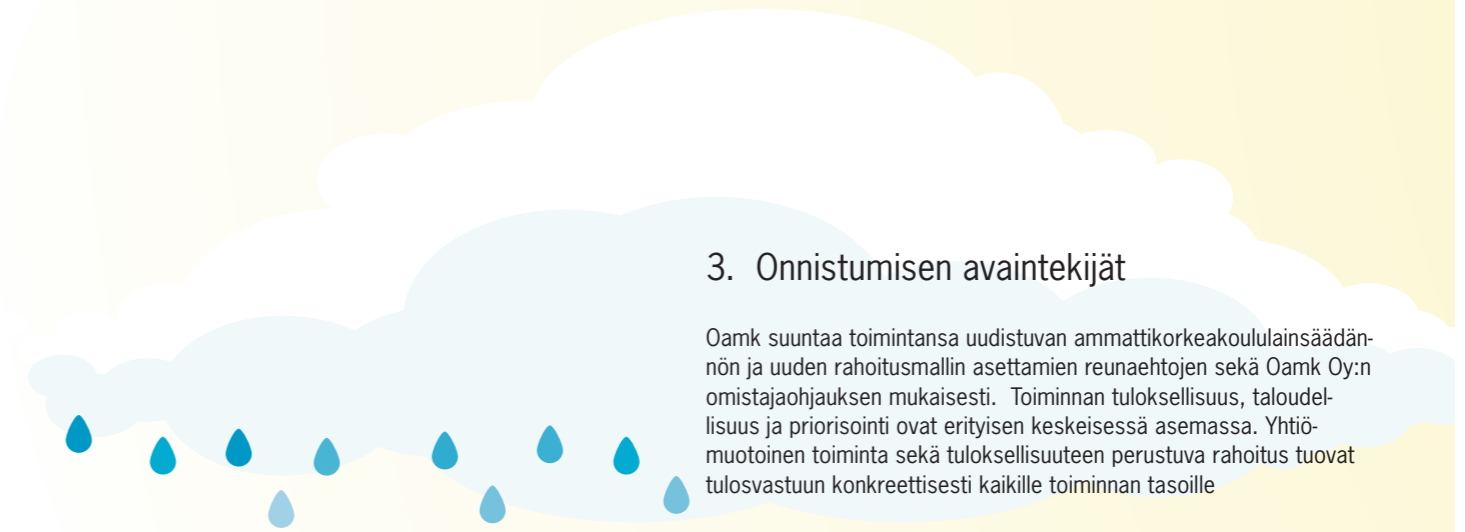 3. Onnistumisen avaintekijät
Oamk suuntaa toimintansa uudistuvan ammattikorkeakoululainsäädän-
nön ja uuden rahoitusmallin asettamien reunaehtojen sekä Oamk Oy:n
omistajaohjauksen mukaisesti. Toiminnan tuloksellisuus, taloudel-
lisuus ja priorisointi ovat erityisen keskeisessä asemassa. Yhtiö-
muotoinen toiminta sekä tuloksellisuuteen perustuva rahoitus tuovat
tulosvastuun konkreettisesti kaikille toiminnan tasoille